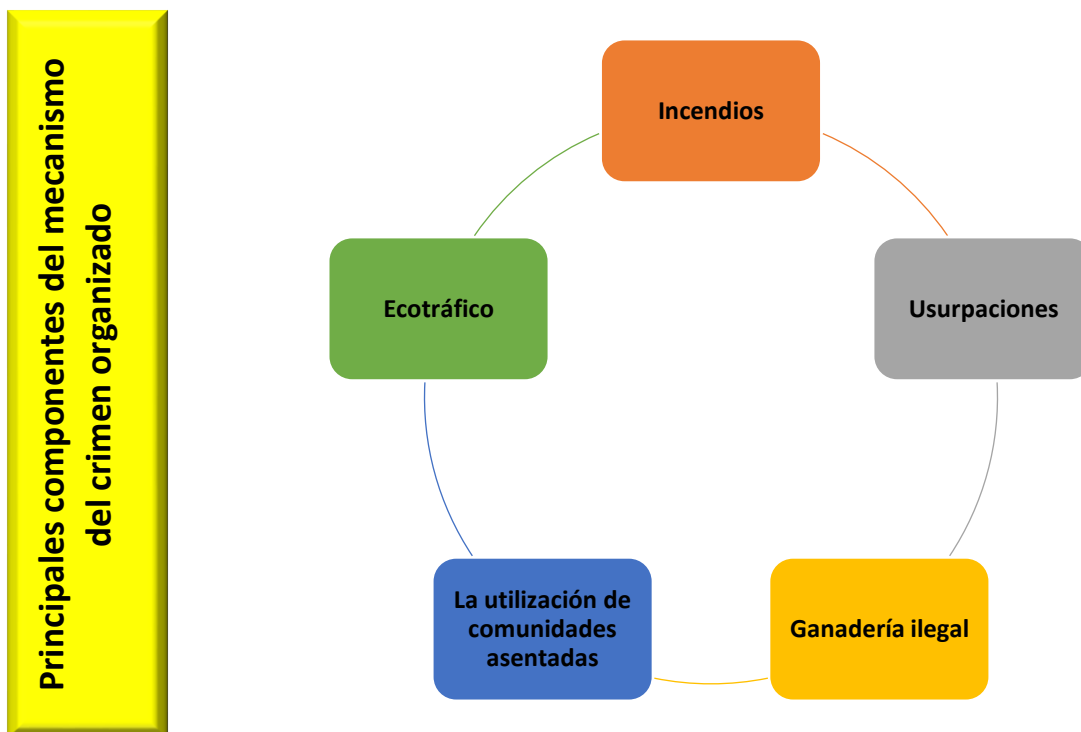 Principales componentes del mecanismo
del crimen organizado
Incendios
Usurpaciones
Ganadería ilegal
La utilización de
comunidades
asentadas
Ecotráfico